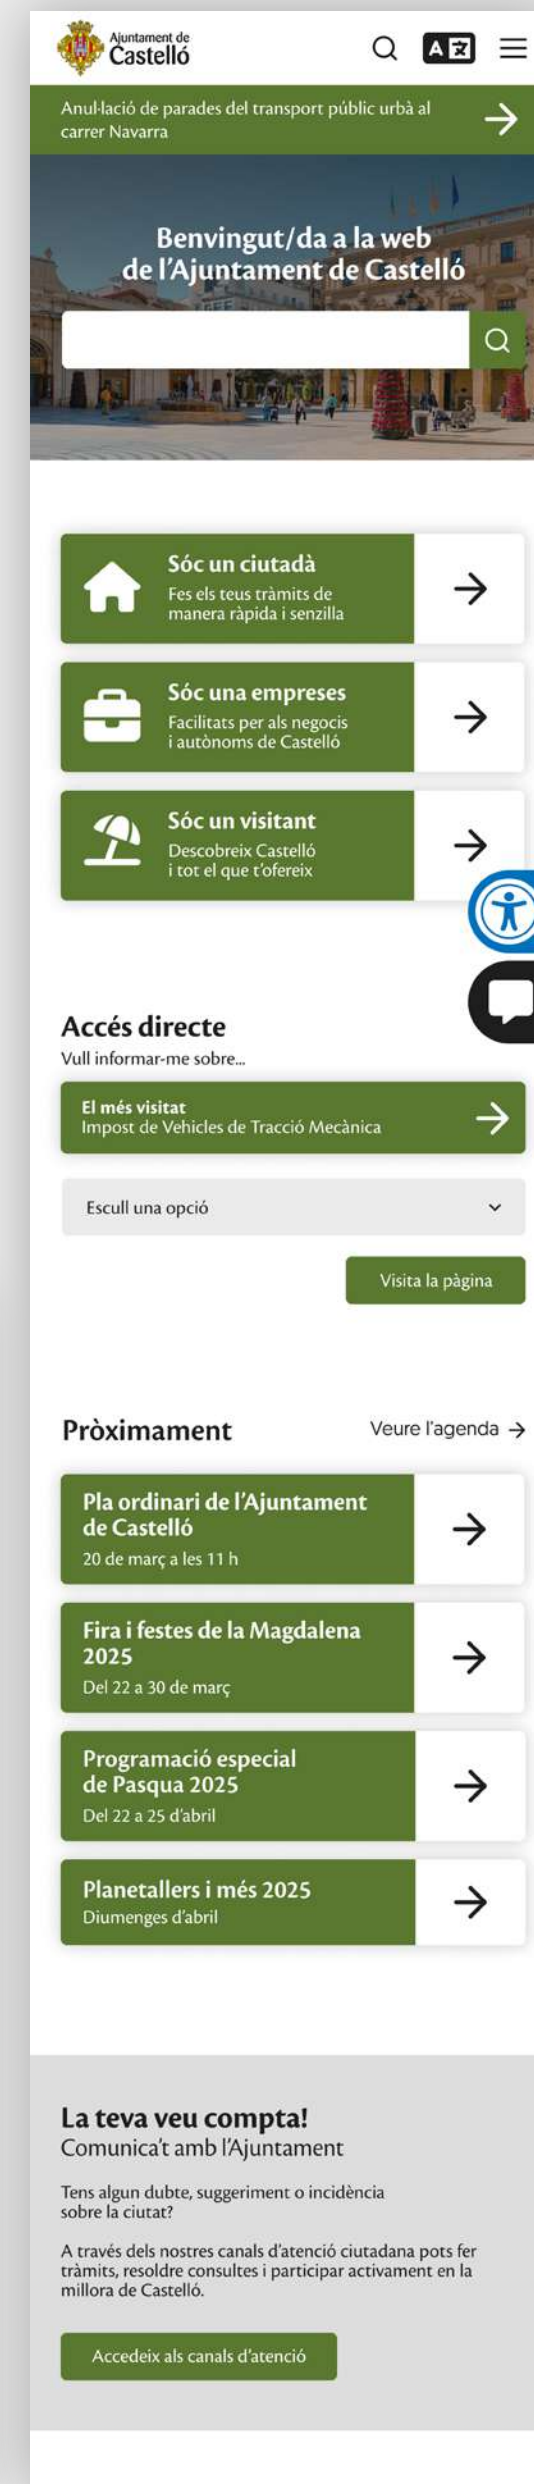 Ajuntament de
Castelló
A
Anul·lació de parades del transport públic urbà al
carrer Navarra
Benvingut/da a la web
de l'Ajuntament de Castelló
Sóc un ciutadà
Fes els teus tràmits de
manera ràpida i senzilla
Sóc una empreses
Facilitats per als negocis
i autònoms de Castelló
Sóc un visitant
Descobreix Castelló
i tot el que t'ofereix
Accés directe
Vull informar-me sobre...
El més visitat
Impost de Vehicles de Tracció Mecànica
Escull una opció
Visita la pàgina
Pròximament
Veure l'agenda →
Pla ordinari de l'Ajuntament
de Castelló
20 de març a les 11 h
Fira i festes de la Magdalena
2025
Del 22 a 30 de març
Programació especial
de Pasqua 2025
Del 22 a 25 d'abril
Planetallers i més 2025
Diumenges d'abril
La teva veu compta!
Comunica't amb l'Ajuntament
Tens algun dubte, suggeriment o incidència
sobre la ciutat?
A través dels nostres canals d'atenció ciutadana pots fer
tràmits, resoldre consultes i participar activament en la
millora de Castelló.
Accedeix als canals d'atenció